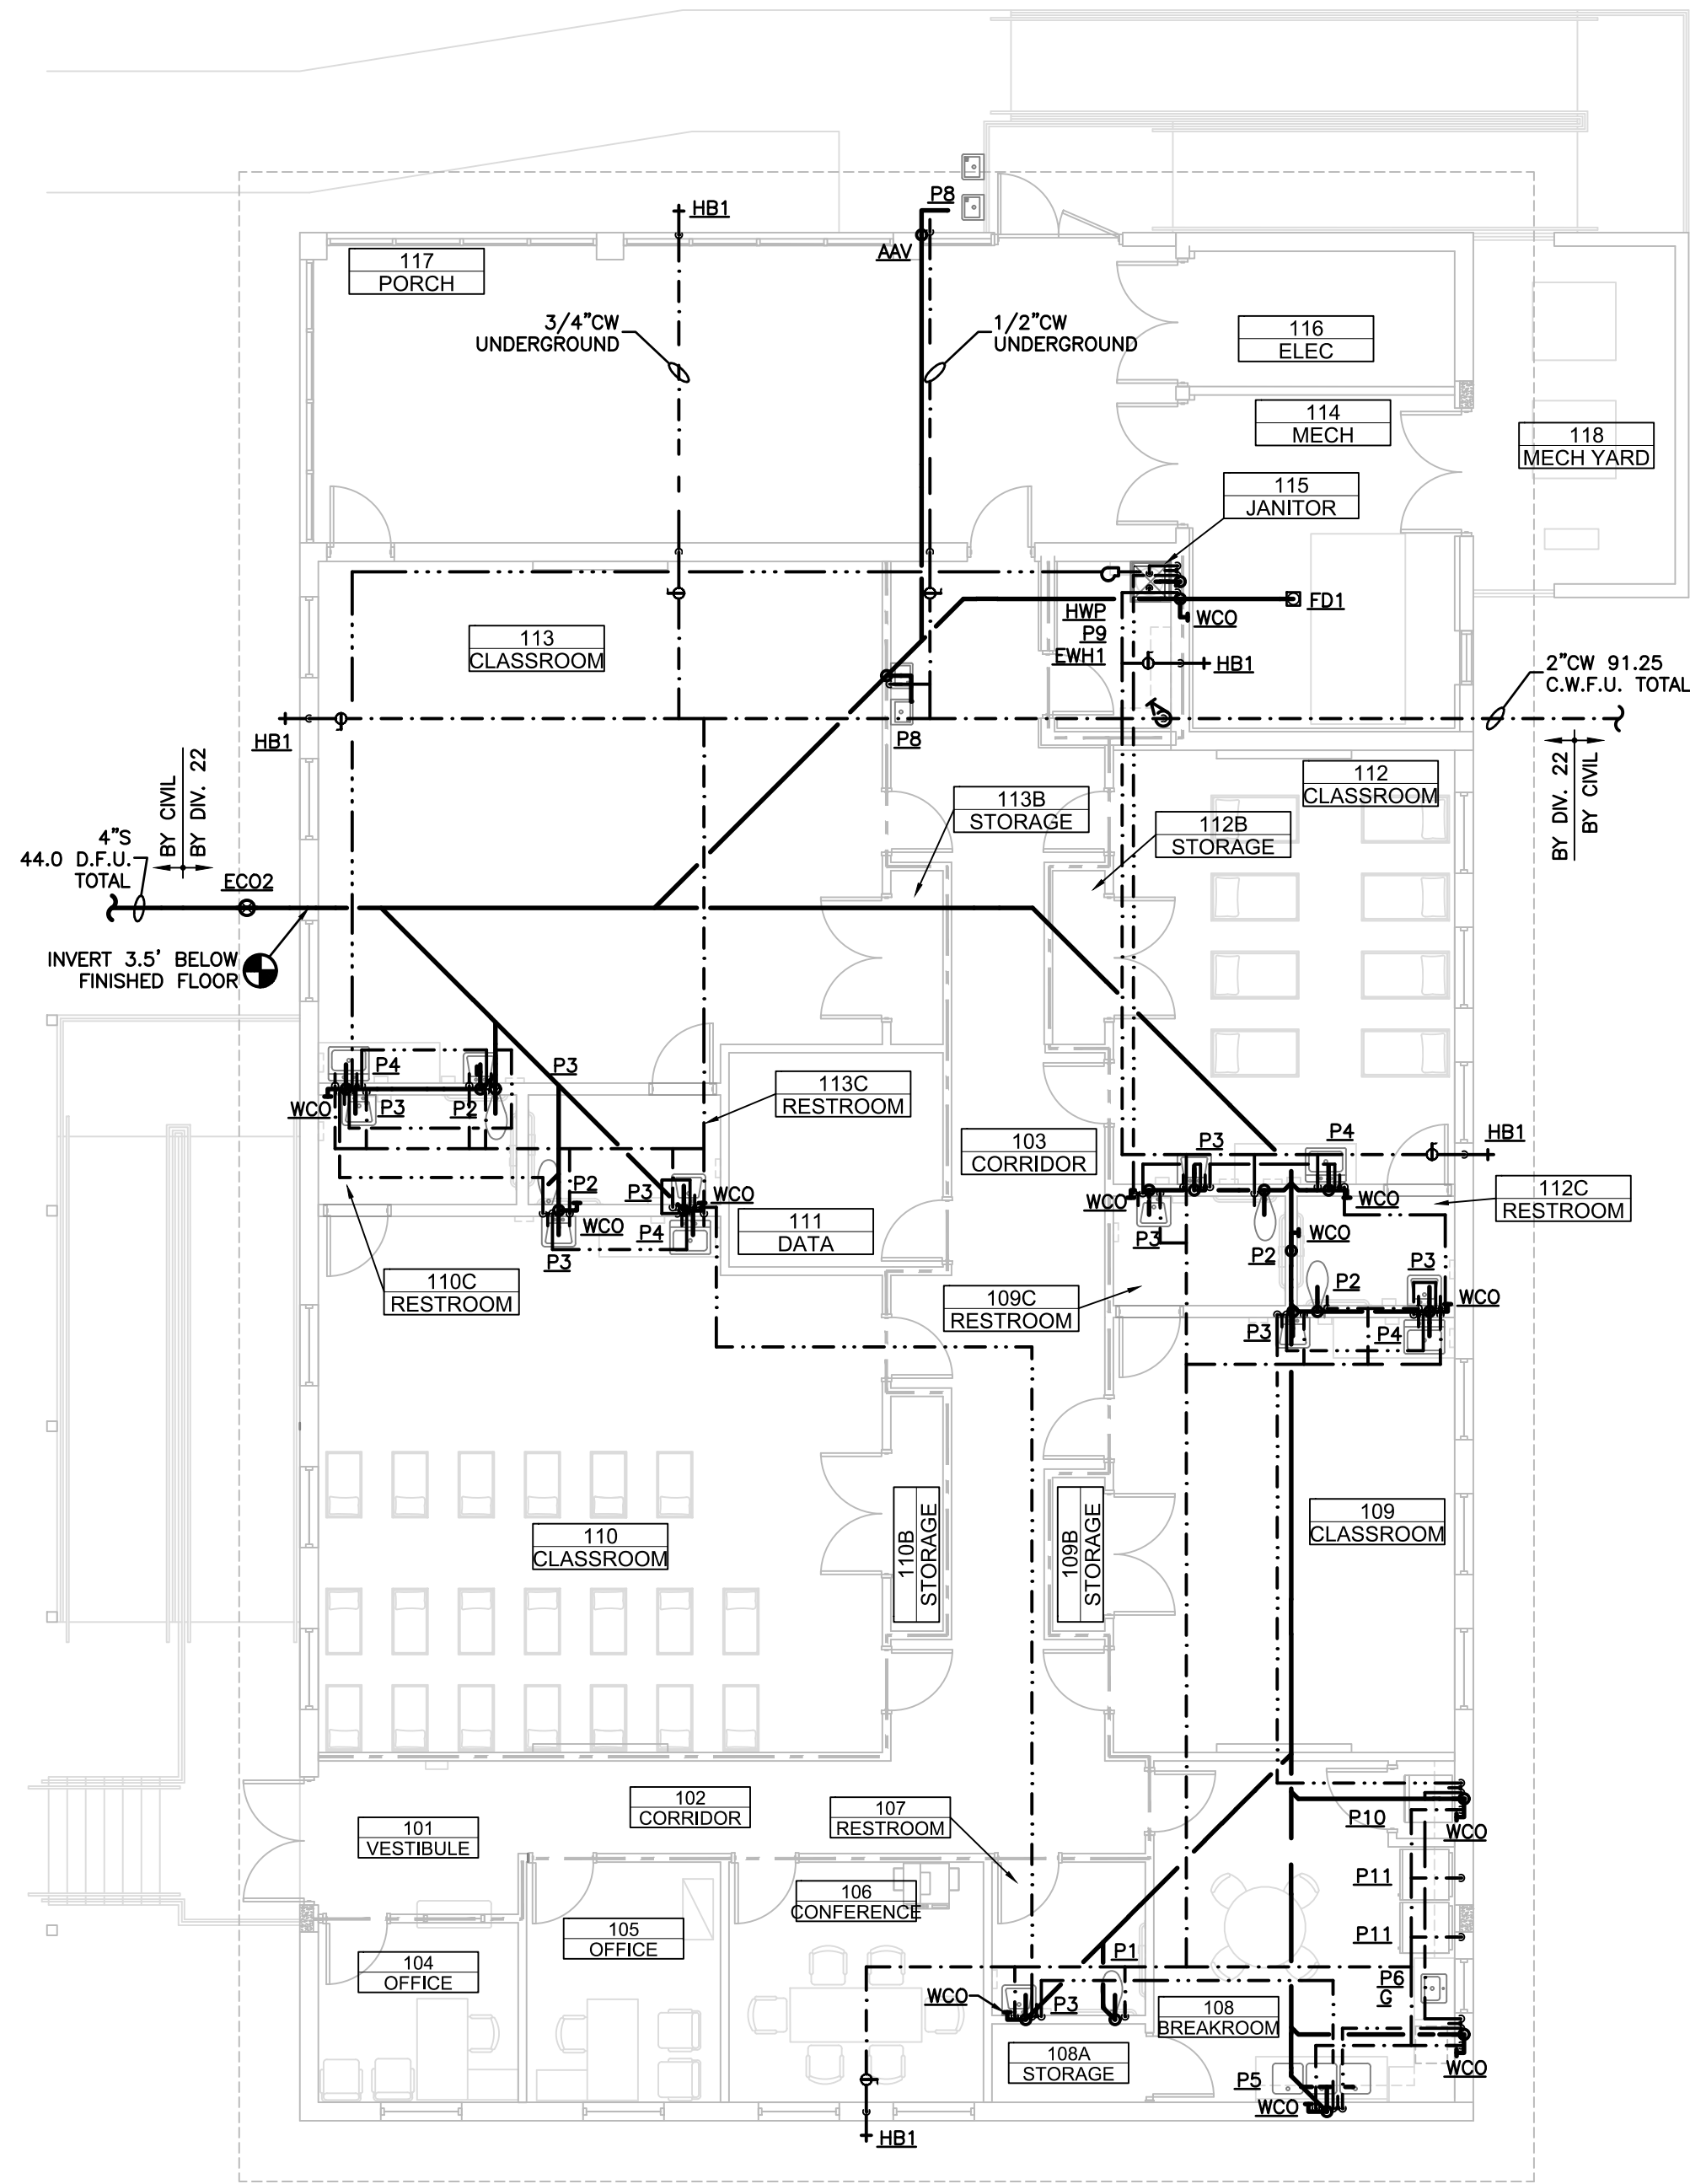 P8
HB1
AAV
117
PORCH
3/4"CW
UNDERGROUND
1/2"CW
UNDERGROUND
116
ELEC
114
MECH
118
MECH YARD
115
JANITOR
HWP
P9
EWH1
FD1
WCO
113
CLASSROOM
HB1
2"CW 91.25
C.W.F.U. TOTAL
HB1
P8
BY CIVIL
BY DIV. 22
112
CLASSROOM
BY DIV. 22
BY CIVIL
113B
STORAGE
112B
STORAGE
4"S
44.0 D.F.U.
TOTAL
ECO2
INVERT 3.5' BELOW
FINISHED FLOOR
P4
P3
WCO
P3
P2
113C
RESTROOM
103
CORRIDOR
P3
P4
HB1
P2
P3
WCO
WCO
P4
P3
WCO
WCO
112C
RESTROOM
111
DATA
P3
WCO
P2
P2
P3
WCO
110C
RESTROOM
109C
RESTROOM
P3
P4
110
CLASSROOM
110B
STORAGE
109B
STORAGE
109
CLASSROOM
102
CORRIDOR
107
RESTROOM
101
VESTIBULE
P10
WCO
P11
106
CONFERENCE
105
OFFICE
P11
104
OFFICE
P1
P6
G
WCO
P3
108
BREAKROOM
108A
STORAGE
P5
WCO
WCO
HB1